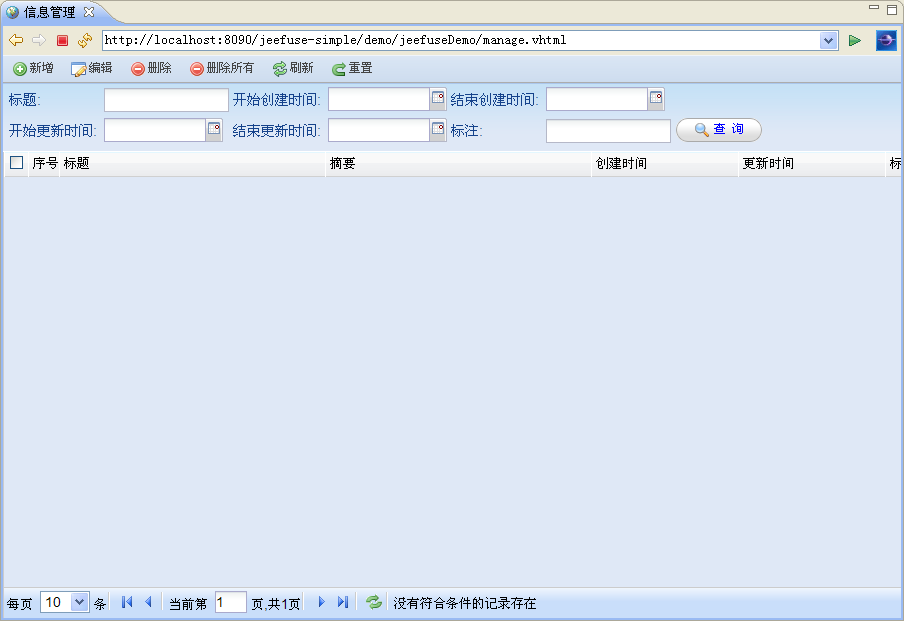 信息管理
http://localhost:8090/jeefuse-simple/demo/jeefuseDemo/manage.vhtml
新增 编辑 删除 删除所有 刷新 重置
标题: 开始创建时间: 结束创建时间:
开始更新时间: 结束更新时间: 标注: 查 询
序号 标题 摘要 创建时间 更新时间 标
每页 10 条 当前第 1 页,共1页 没有符合条件的记录存在